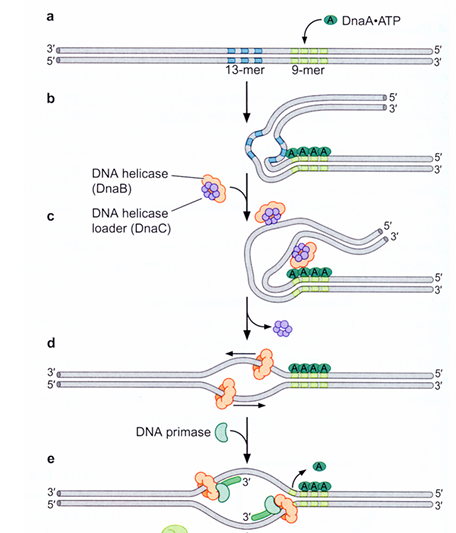 a
A DnaA•ATP
3′ 5′
5′ 3′
13-mer 9-mer
b
5′
3′
A A A A
5′
3′
DNA helicase
(DnaB)
DNA helicase
loader (DnaC)
c
5′
3′
A A A A
5′
3′
d
A A A A
3′ 5′
5′ 3′
DNA primase
e
A
3′
A A A
3′ 5′
5′ 3′
3′